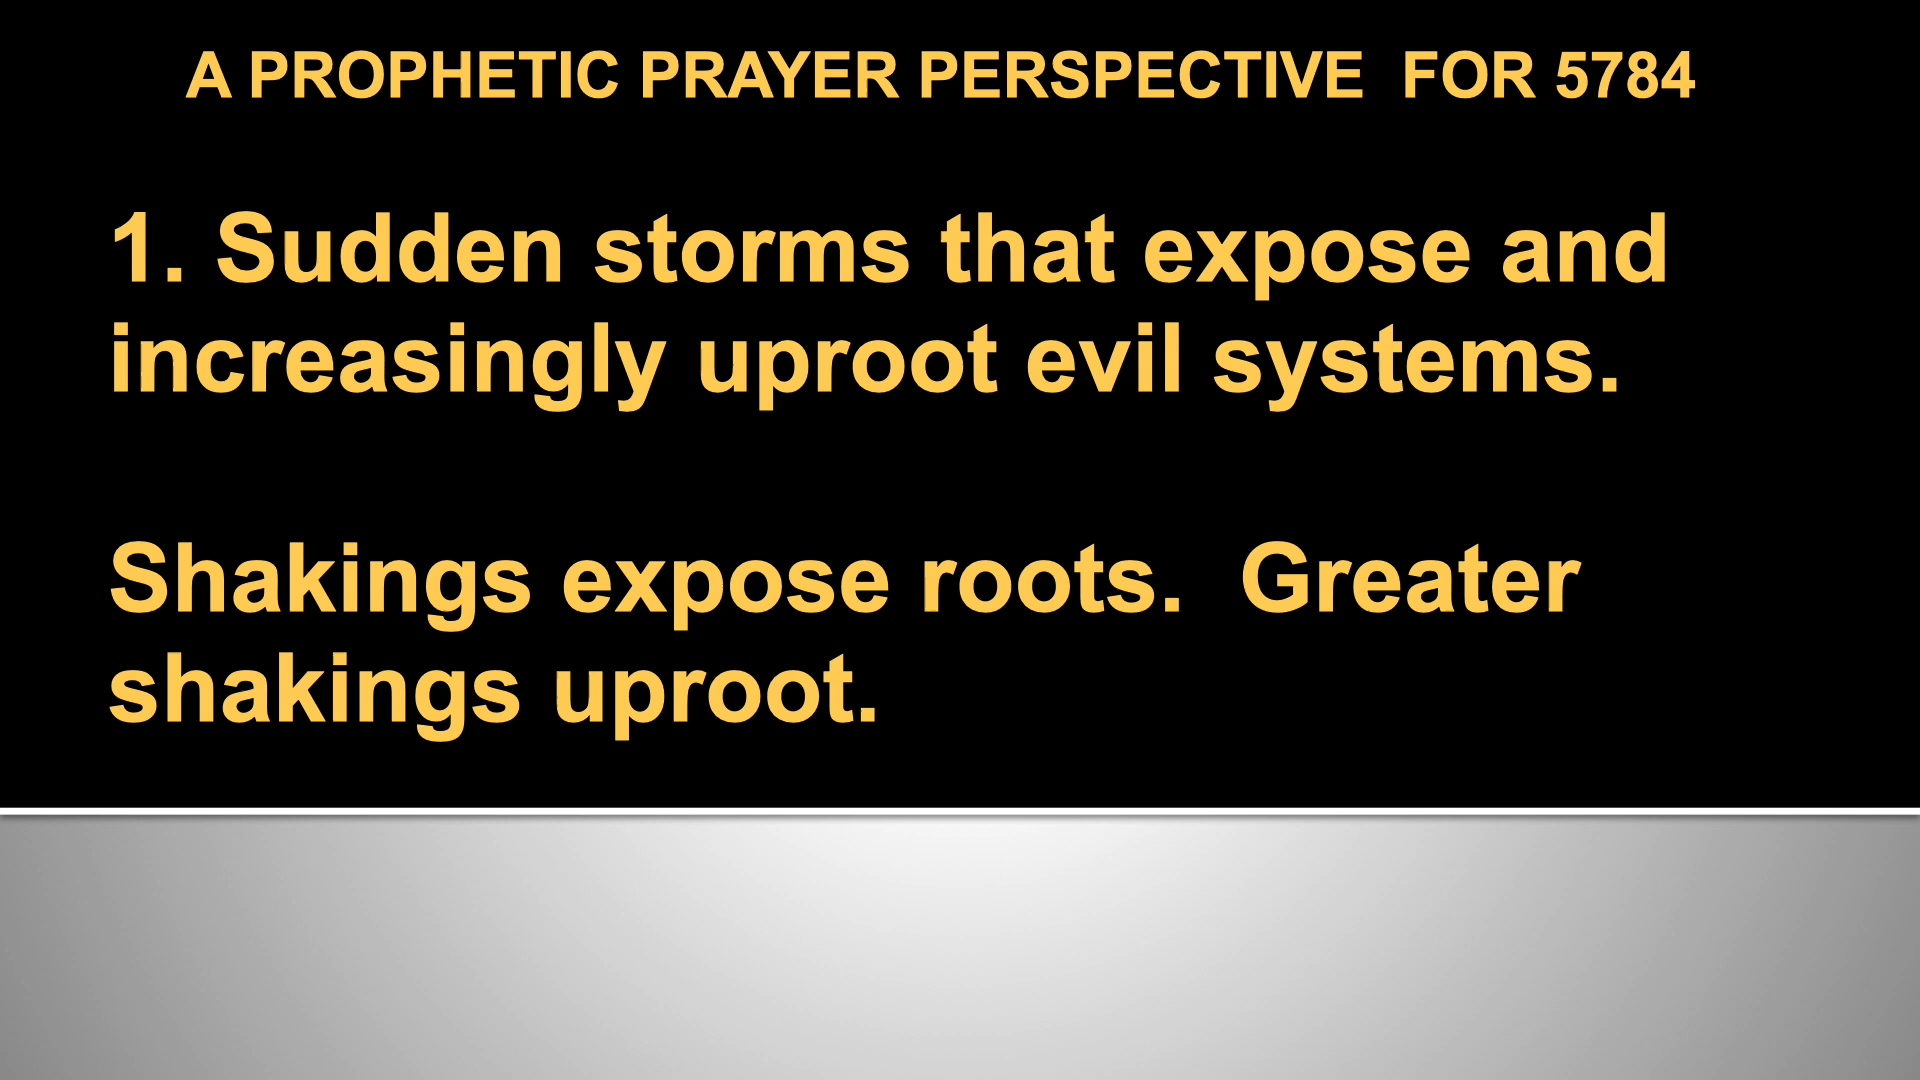 A PROPHETIC PRAYER PERSPECTIVE  FOR 5784
1. Sudden storms that expose and
increasingly uproot evil systems.
Shakings expose roots.  Greater
shakings uproot.